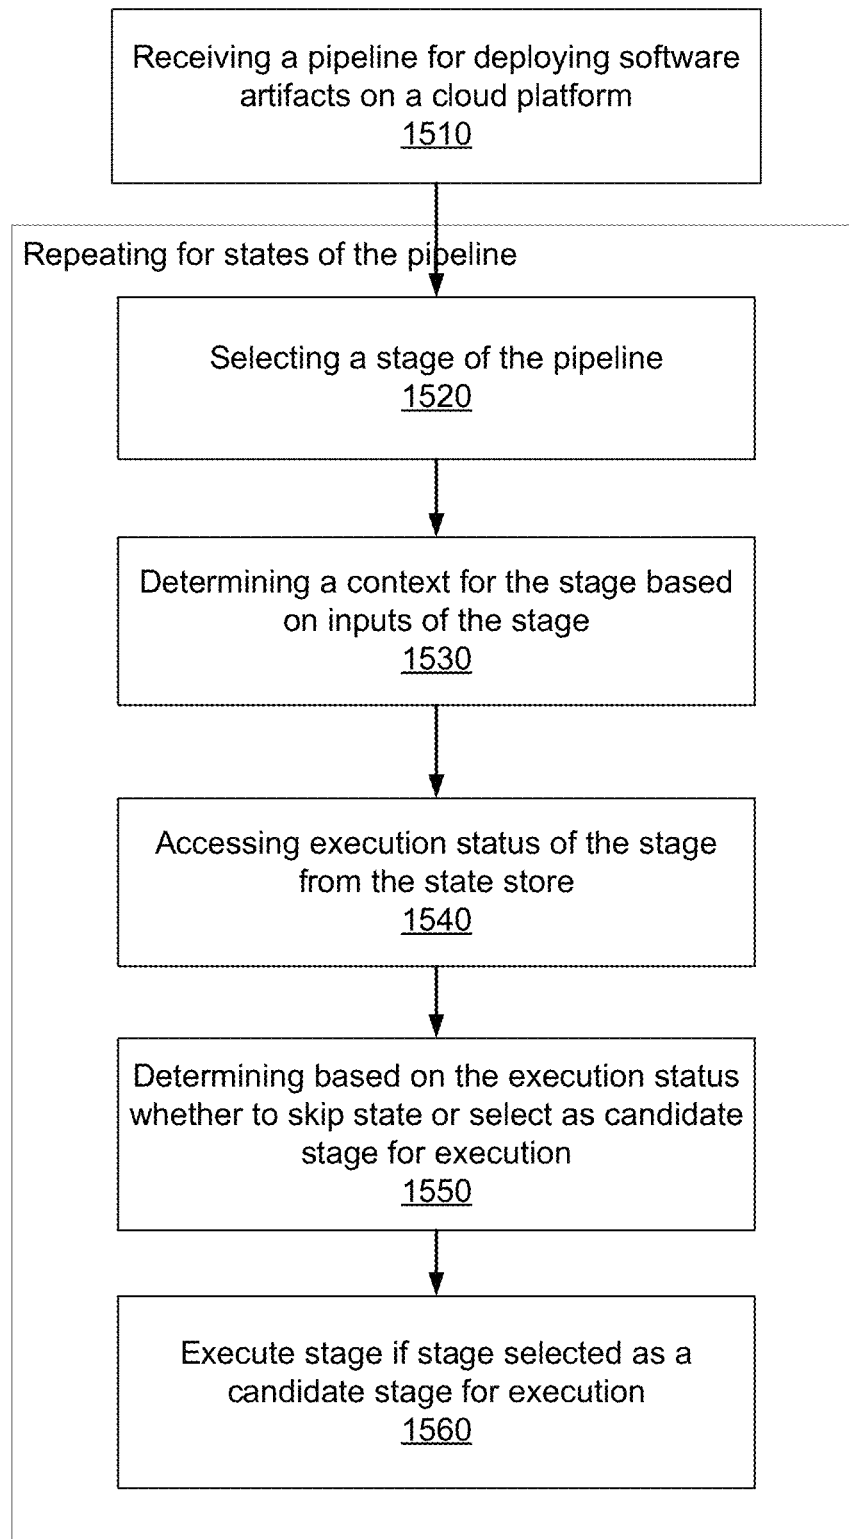 Receiving a pipeline for deploying software
artifacts on a cloud platform
1510
Repeating for states of the pipeline
Selecting a stage of the pipeline
1520
Determining a context for the stage based
on inputs of the stage
1530
Accessing execution status of the stage
from the state store
1540
Determining based on the execution status
whether to skip state or select as candidate
stage for execution
1550
Execute stage if stage selected as a
candidate stage for execution
1560